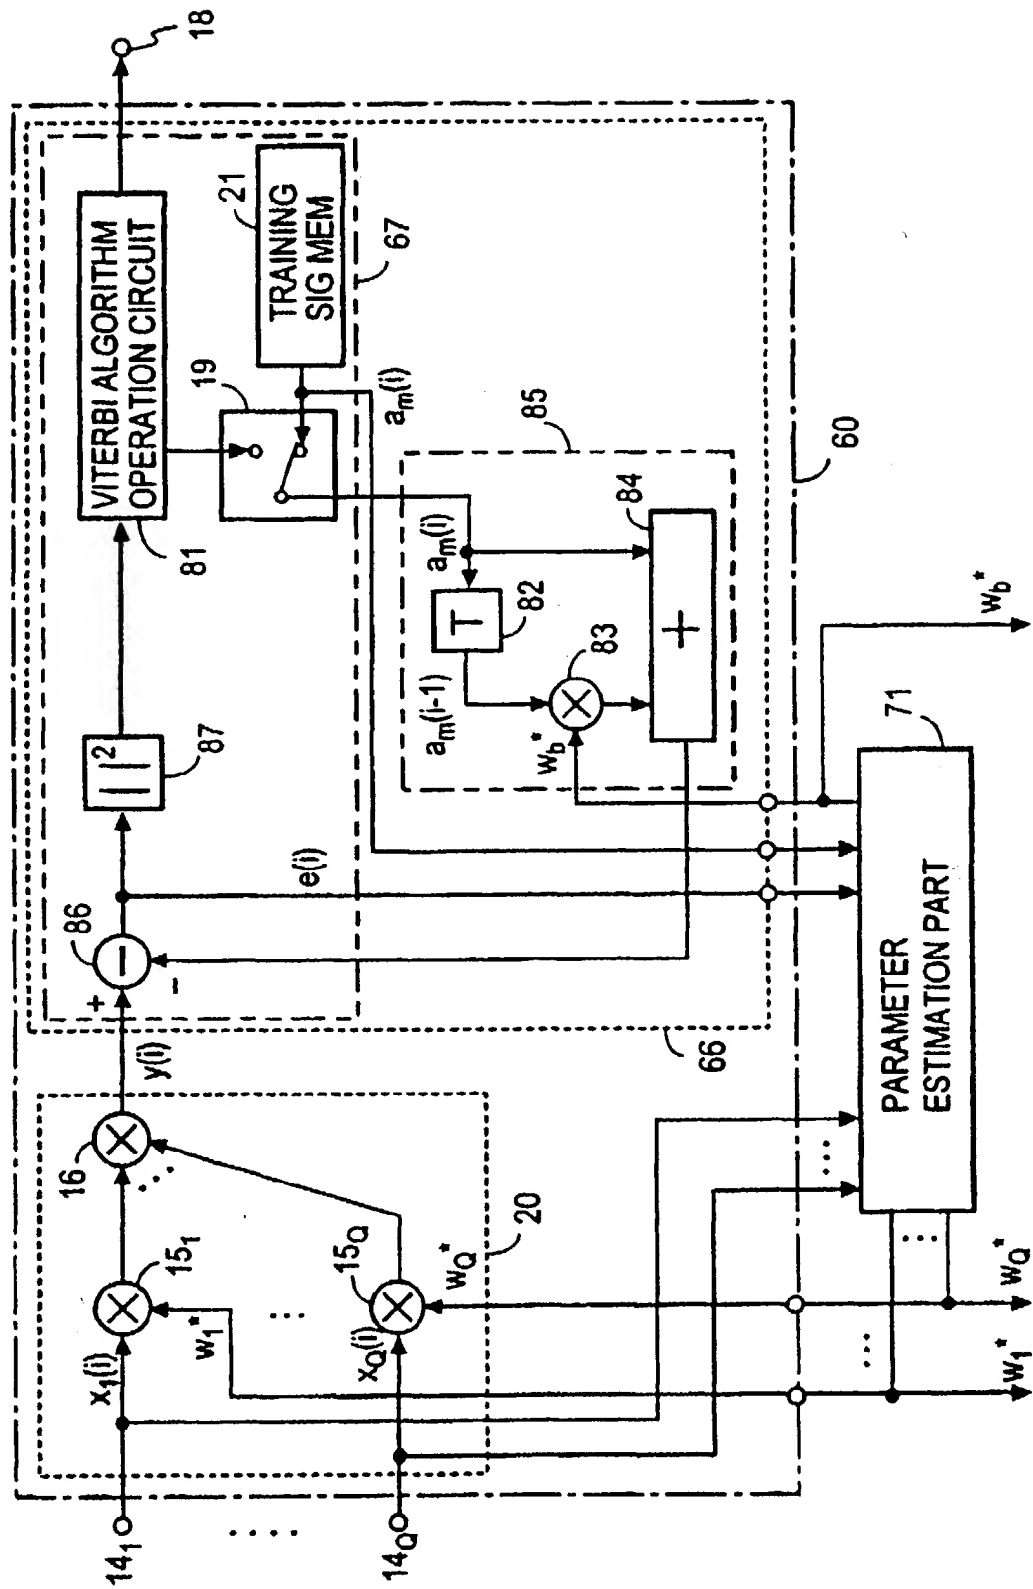 14₁
14Q
x₁(i)
xQ(i)
15₁
15Q
w₁*
wQ*
16
20
y(i)
+
−
−
86
e(i)
| |²
87
VITERBI ALGORITHM
OPERATION CIRCUIT
81
18
19
TRAINING
SIG MEM
21
67
aₘ(i)
aₘ(i)
T
82
aₘ(i-1)
wb*
83
+
84
85
66
60
PARAMETER
ESTIMATION PART
71
w₁*
wQ*
wb*